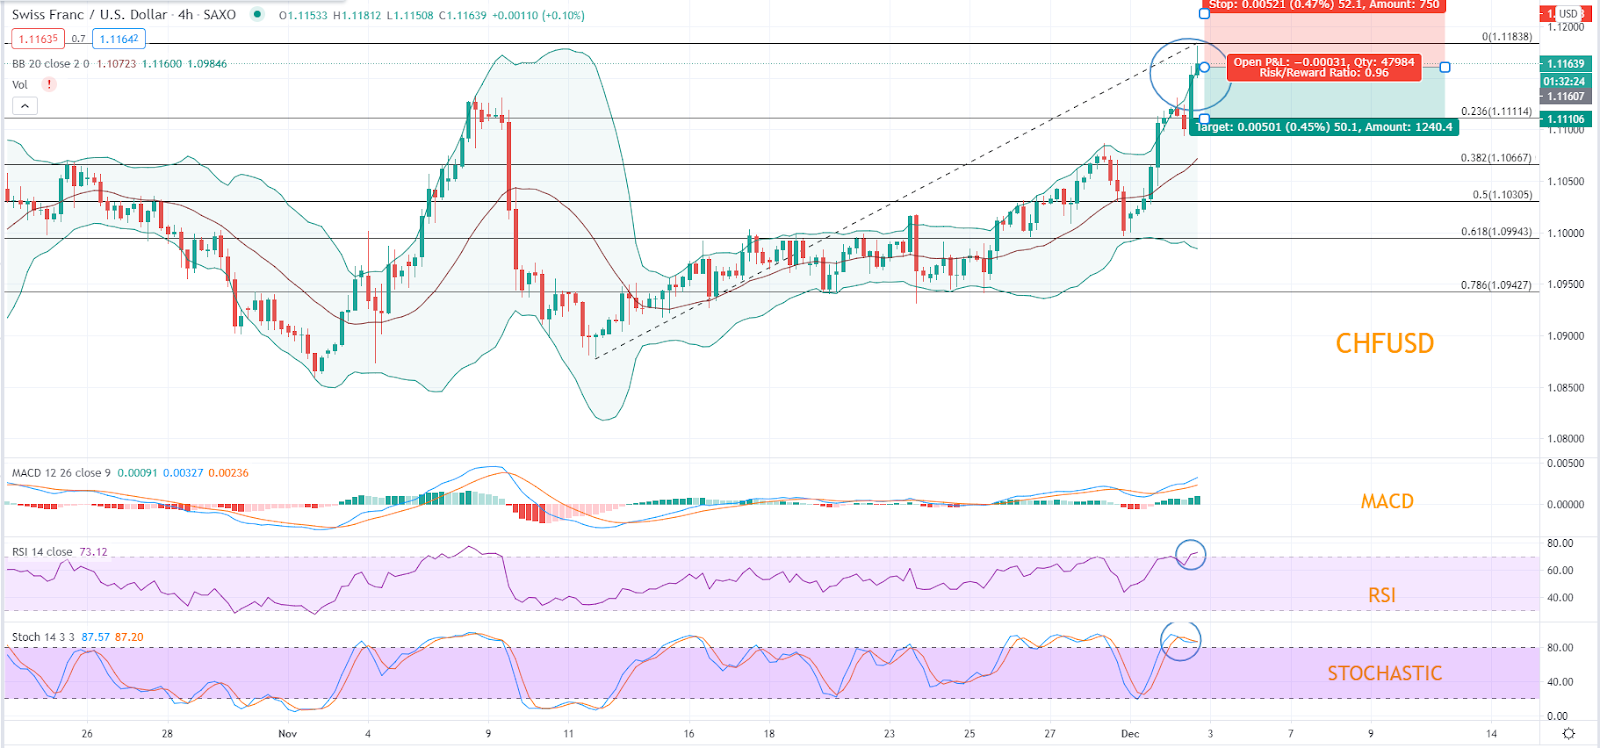 Swiss Franc / U.S. Dollar · 4h · SAXO O1.11533 H1.11812 L1.11508 C1.11639 +0.00110 (+0.10%)
1.11635 0.7 1.11642
BB 20 close 2 0 1.10723 1.11600 1.09846
Vol !
Stop: 0.00521 (0.47%) 52.1, Amount: 750
USD
1.12000
0(1.11838)
Open P&L: −0.00031, Qty: 47984
Risk/Reward Ratio: 0.96
1.11639
01:32:24
1.11607
0.236(1.11114)
1.11106
Target: 0.00501 (0.45%) 50.1, Amount: 1240.4
1.11000
0.382(1.10667)
1.10500
0.5(1.10305)
0.618(1.09943)
1.10000
0.786(1.09427)
1.09500
CHFUSD
1.09000
1.08500
1.08000
MACD 12 26 close 9 0.00091 0.00327 0.00236
0.00500
MACD
0.00000
RSI 14 close 73.12
80.00
60.00
RSI
40.00
Stoch 14 3 3 87.57 87.20
80.00
STOCHASTIC
40.00
0.00
26 28 Nov 4 9 11 16 18 23 25 27 Dec 3 7 9 14